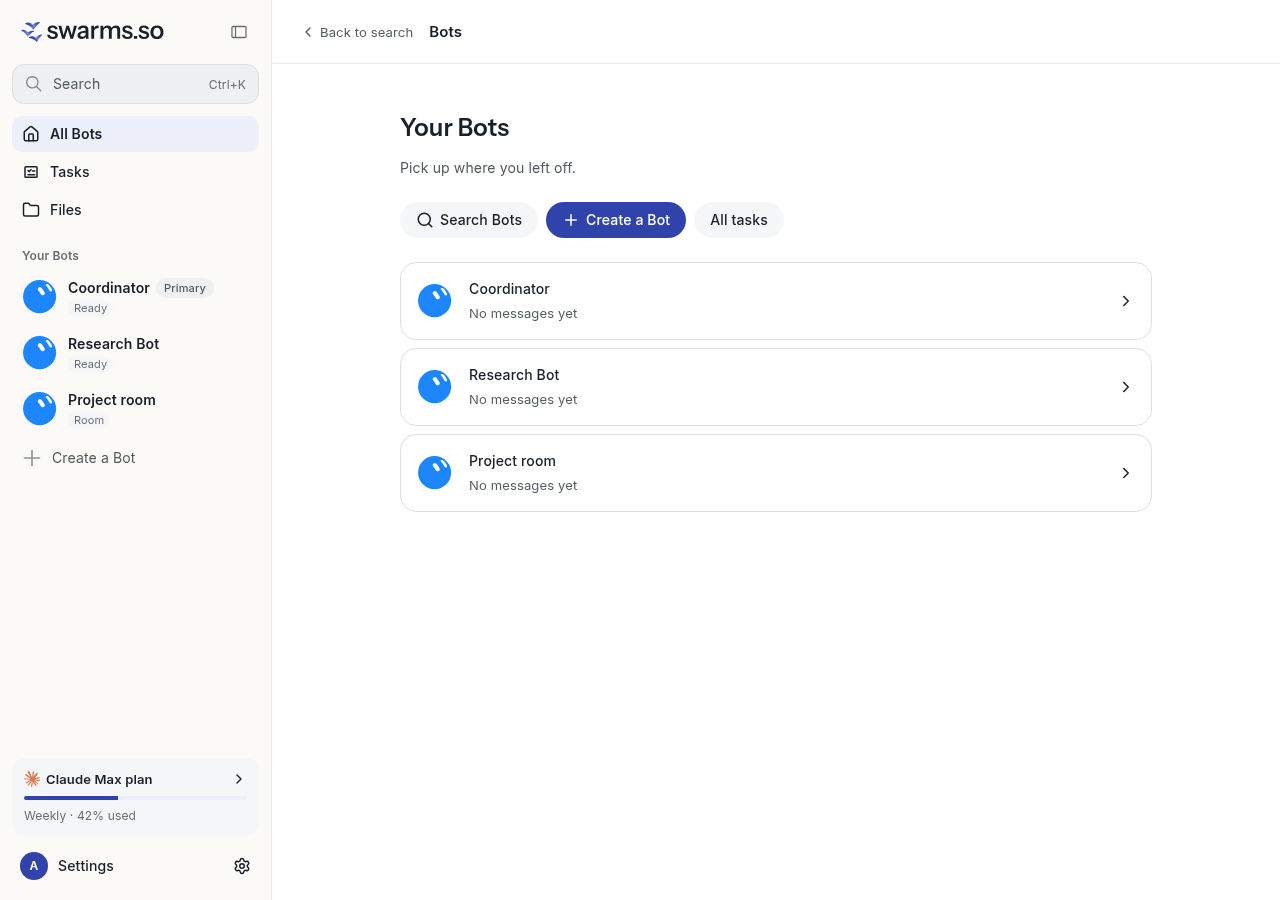 swarms.so
Search Ctrl+K
All Bots
Tasks
Files
Your Bots
Coordinator Primary
Ready
Research Bot
Ready
Project room
Room
Create a Bot
Claude Max plan
Weekly · 42% used
A Settings
Back to search Bots
Your Bots
Pick up where you left off.
Search Bots Create a Bot All tasks
Coordinator
No messages yet
Research Bot
No messages yet
Project room
No messages yet